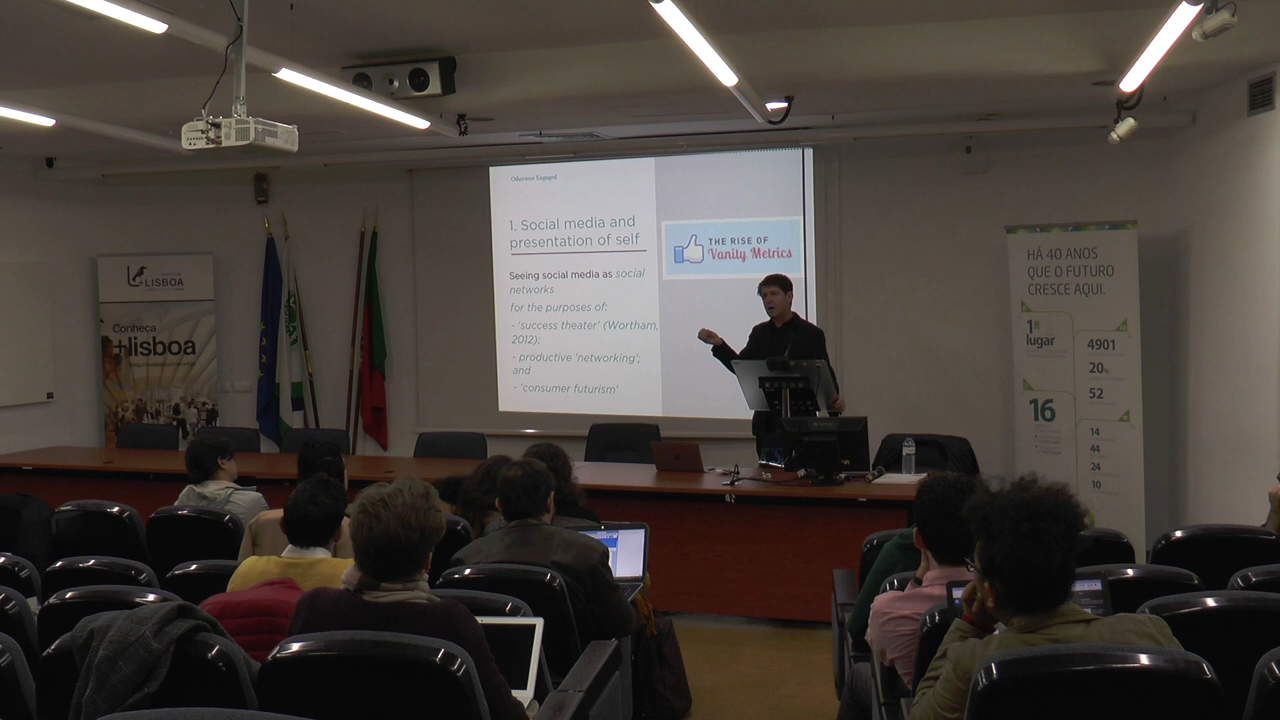 +LISBOA
Conheça
+lisboa
Otherwise Engaged
1. Social media and
presentation of self
Seeing social media as social
networks
for the purposes of:
- 'success theater' (Wortham,
2012);
- productive 'networking';
and
- 'consumer futurism'
THE RISE OF
Vanity Metrics
HÁ 40 ANOS
QUE O FUTURO
CRESCE AQUI.
1º
lugar
16
4901
20%
52
14
44
24
10